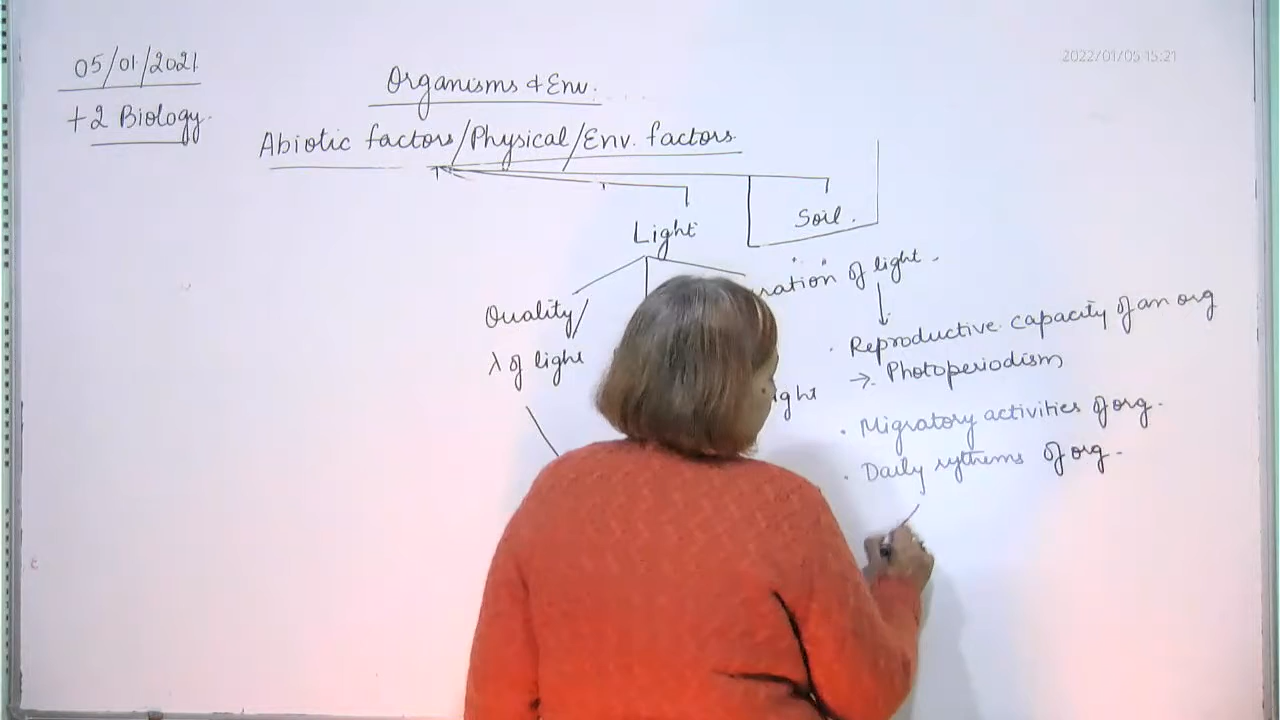 05/01/2021
+2 Biology.
2022/01/05 15:21
Organisms & Env.
Abiotic factors/Physical/Env. factors
Light
Soil.
Quality/
λ of light
ration of light.
ight
. Reproductive capacity of an org
→ Photoperiodism
. Migratory activities of org.
. Daily rythems of org.